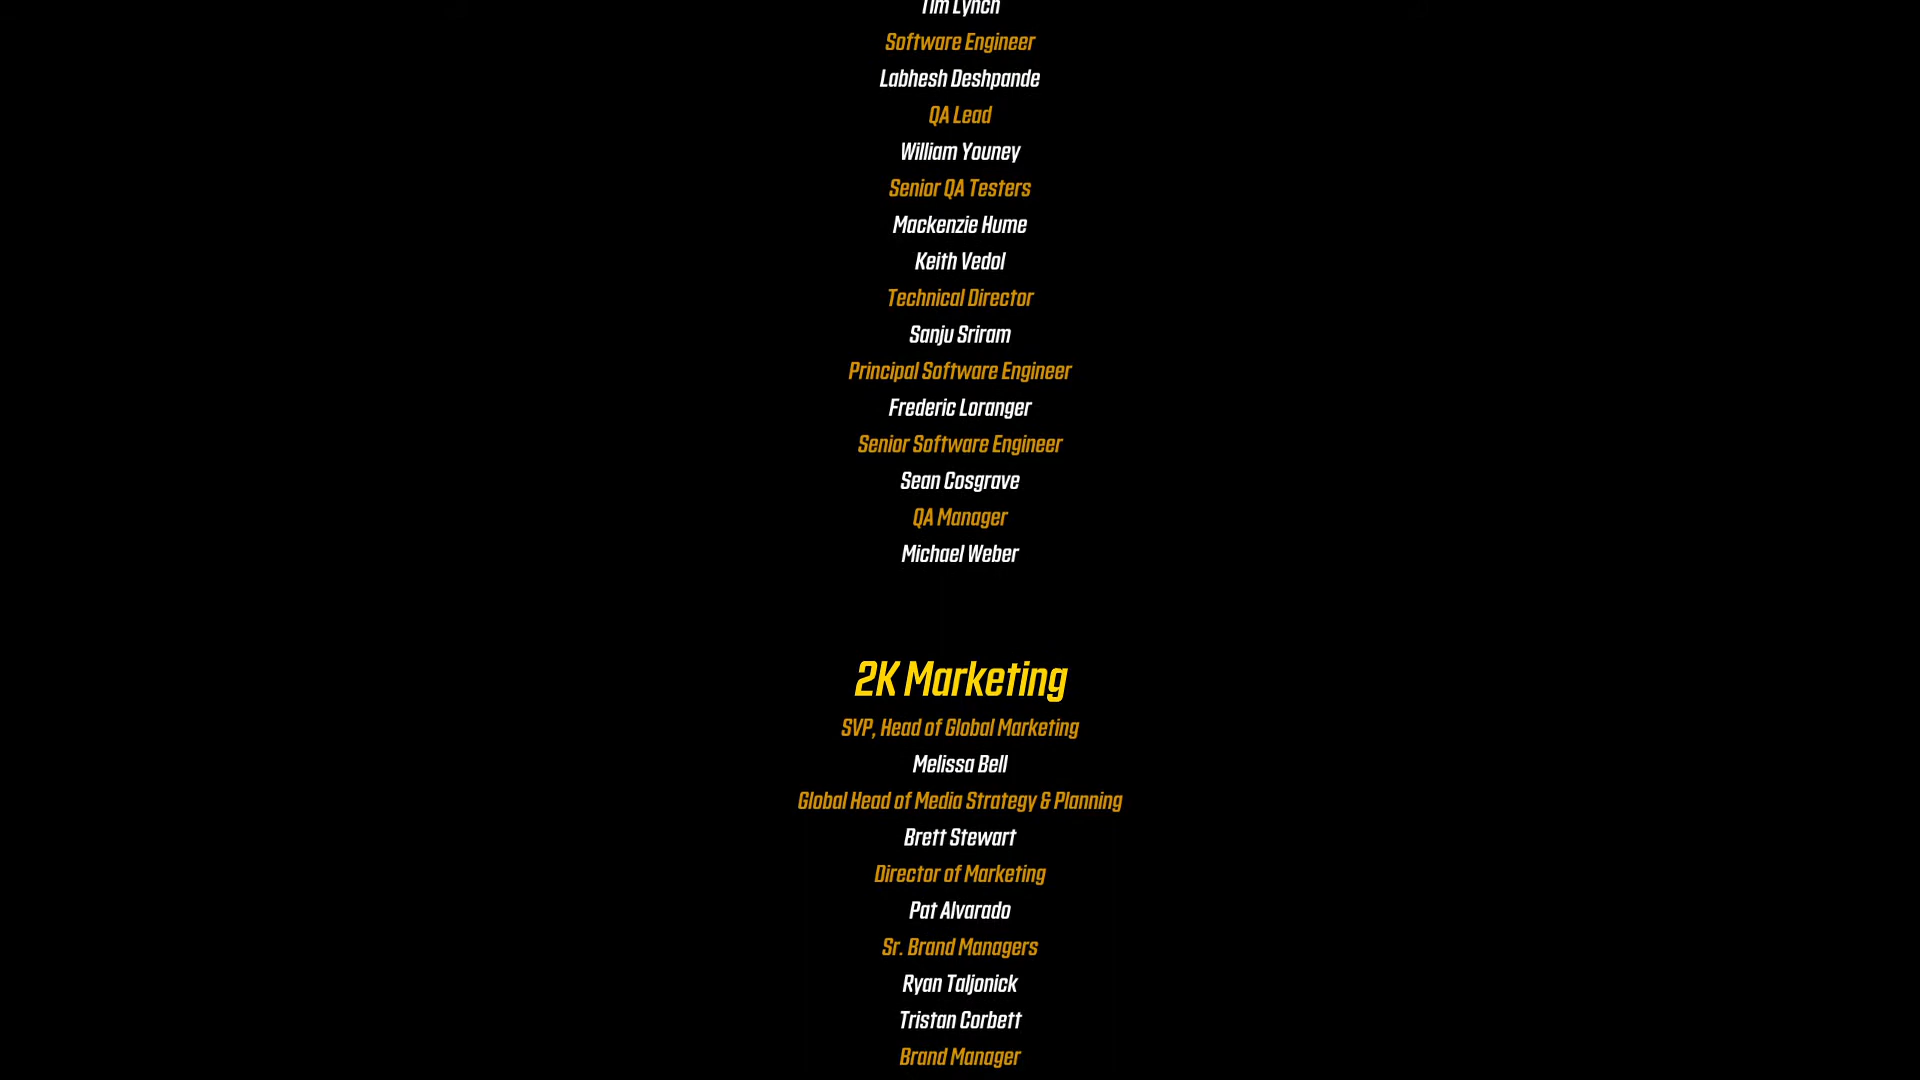 Tim Lynch
Software Engineer
Labhesh Deshpande
QA Lead
William Youney
Senior QA Testers
Mackenzie Hume
Keith Vedol
Technical Director
Sanju Sriram
Principal Software Engineer
Frederic Loranger
Senior Software Engineer
Sean Cosgrave
QA Manager
Michael Weber
2K Marketing
SVP, Head of Global Marketing
Melissa Bell
Global Head of Media Strategy & Planning
Brett Stewart
Director of Marketing
Pat Alvarado
Sr. Brand Managers
Ryan Taljonick
Tristan Corbett
Brand Manager